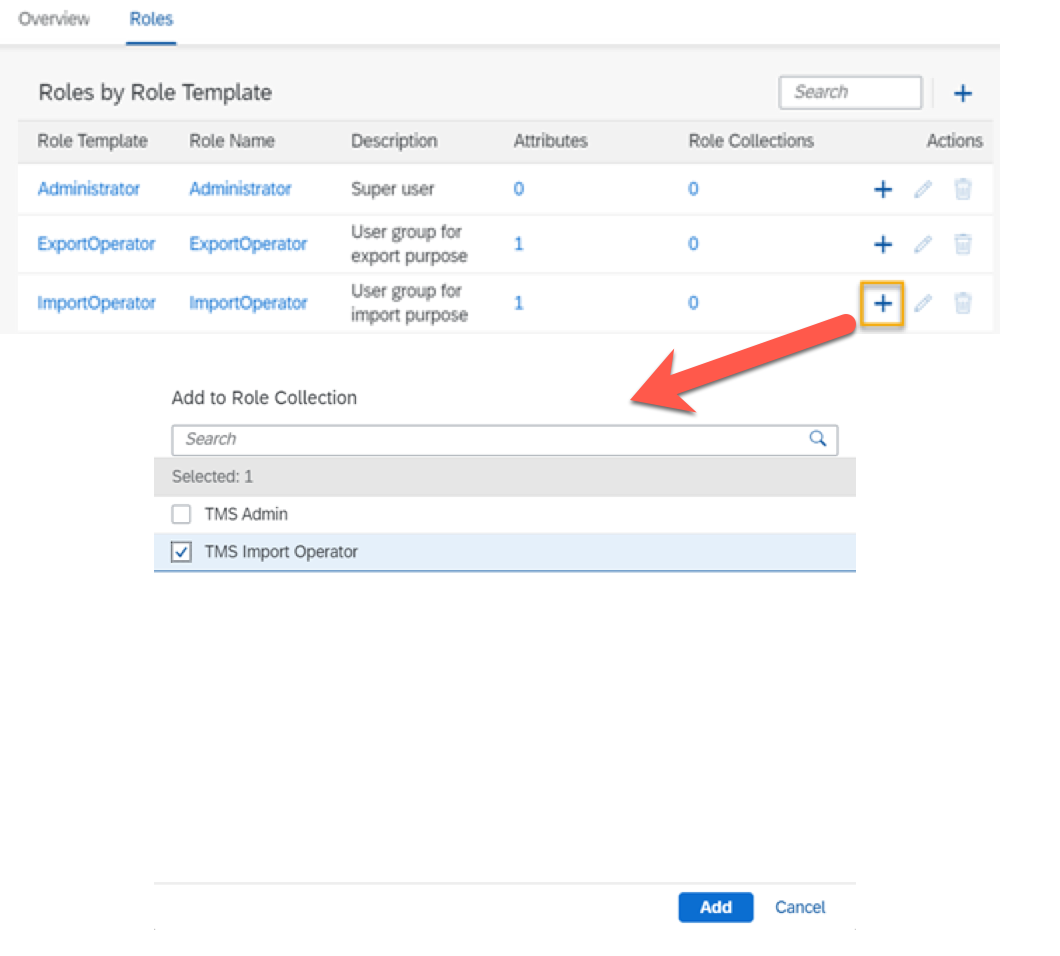 Overview Roles
Roles by Role Template Search
Role Template Role Name Description Attributes Role Collections Actions
Administrator Administrator Super user 0 0
User group for
ExportOperator ExportOperator 1 0
export purpose
User group for
ImportOperator ImportOperator 1 0
import purpose
Add to Role Collection
Search
Selected: 1
TMS Admin
TMS Import Operator
Add Cancel